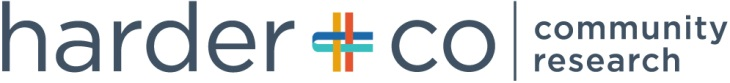 harder + co
community
research